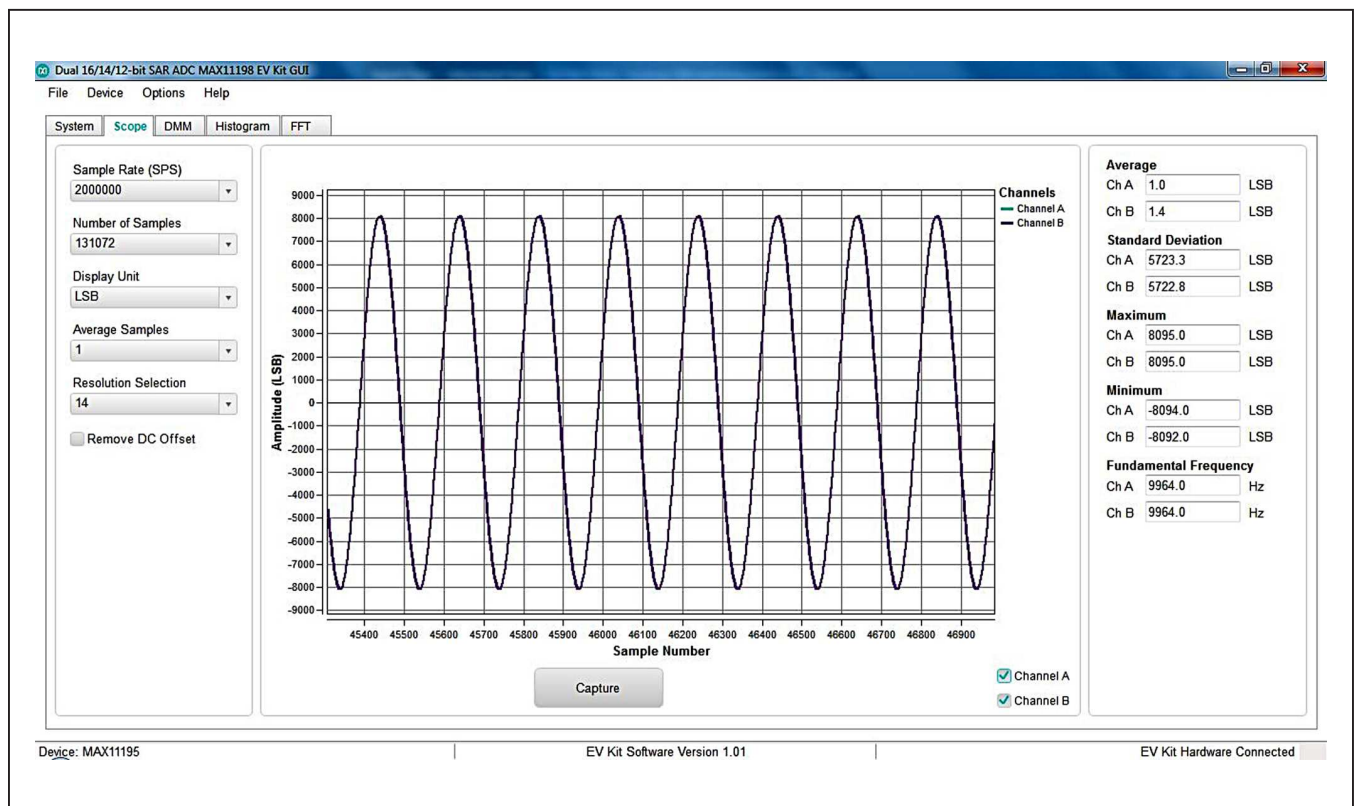 Dual 16/14/12-bit SAR ADC MAX11198 EV Kit GUI
File Device Options Help
System Scope DMM Histogram FFT
Sample Rate (SPS)
2000000
Number of Samples
131072
Display Unit
LSB
Average Samples
1
Resolution Selection
14
Remove DC Offset
Amplitude (LSB)
9000
8000
7000
6000
5000
4000
3000
2000
1000
0
-1000
-2000
-3000
-4000
-5000
-6000
-7000
-8000
-9000
45400 45500 45600 45700 45800 45900 46000 46100 46200 46300 46400 46500 46600 46700 46800 46900
Sample Number
Channels
Channel A
Channel B
Capture
Channel A
Channel B
Average
Ch A 1.0 LSB
Ch B 1.4 LSB
Standard Deviation
Ch A 5723.3 LSB
Ch B 5722.8 LSB
Maximum
Ch A 8095.0 LSB
Ch B 8095.0 LSB
Minimum
Ch A -8094.0 LSB
Ch B -8092.0 LSB
Fundamental Frequency
Ch A 9964.0 Hz
Ch B 9964.0 Hz
Device: MAX11195 EV Kit Software Version 1.01 EV Kit Hardware Connected